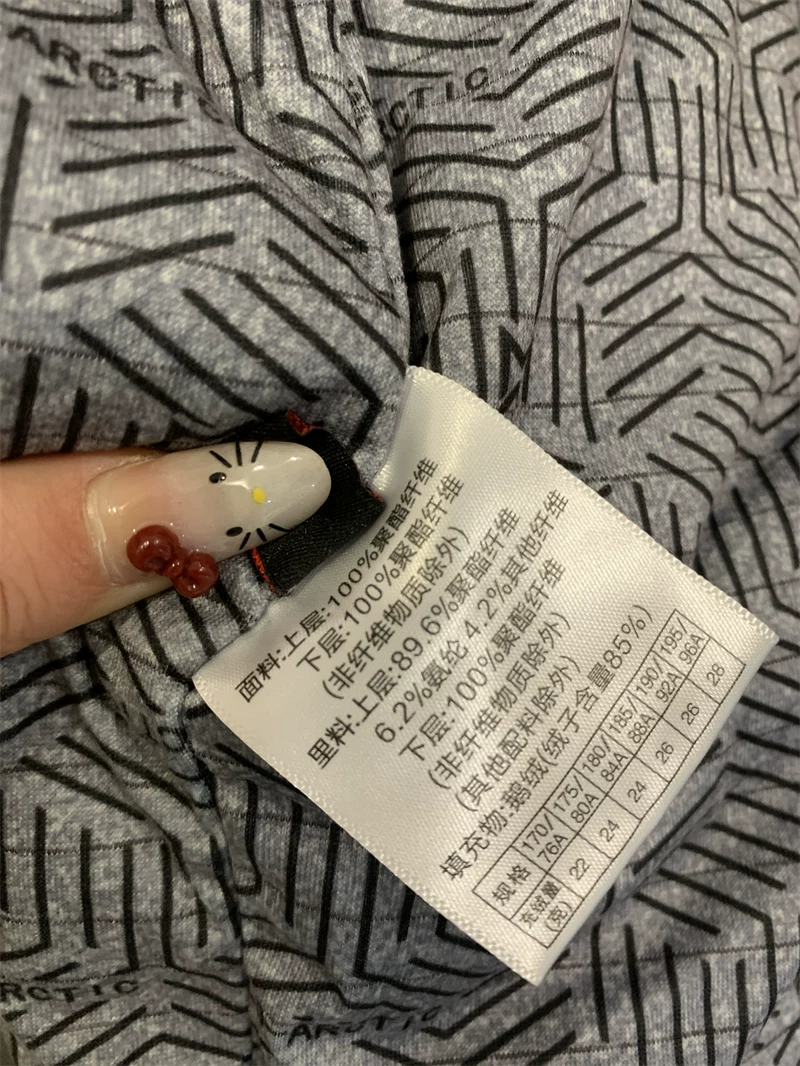 ARCTIC
ARCTIC
面料:上层:100%聚酯纤维
下层:100%聚酯纤维
(非纤维物质除外)
里料:上层:89.6%聚酯纤维
6.2%氨纶 4.2%其他纤维
下层:100%聚酯纤维
(非纤维物质除外)
(其他配料除外)
填充物:鹅绒(绒子含量85%)
规格 170/76A 175/80A 180/84A 185/88A 190/92A 195/96A
充绒量(克) 22 24 24 26 26 28
ARCTIC
ARCTIC